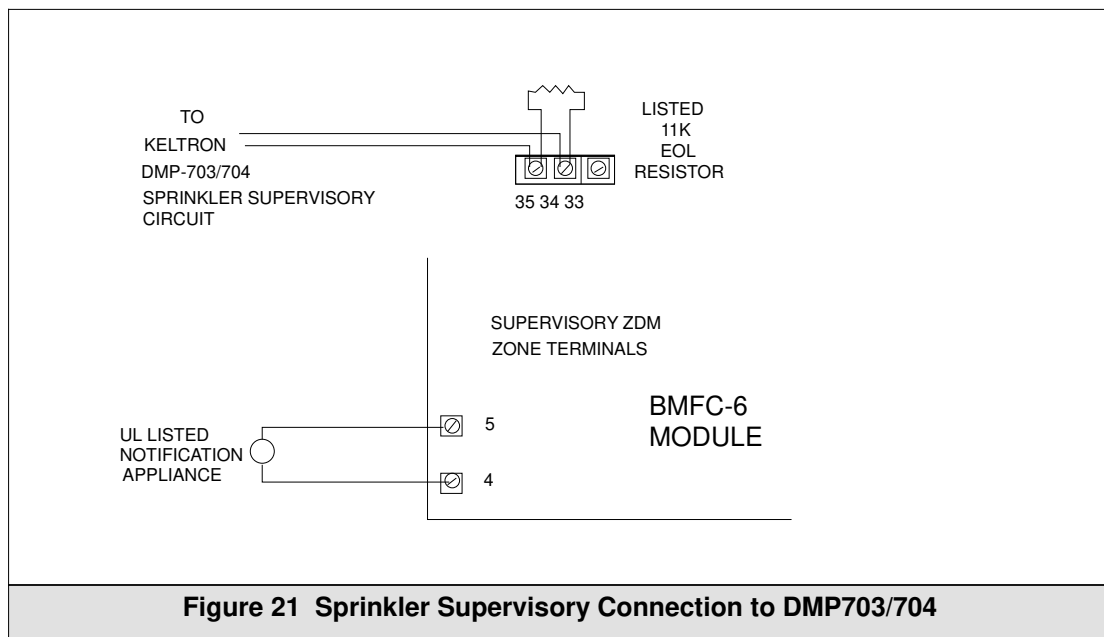 TO
KELTRON
DMP-703/704
SPRINKLER SUPERVISORY
CIRCUIT
LISTED
11K
EOL
RESISTOR
35 34 33
SUPERVISORY ZDM
ZONE TERMINALS
BMFC-6
MODULE
UL LISTED
NOTIFICATION
APPLIANCE
5
4
Figure 21 Sprinkler Supervisory Connection to DMP703/704